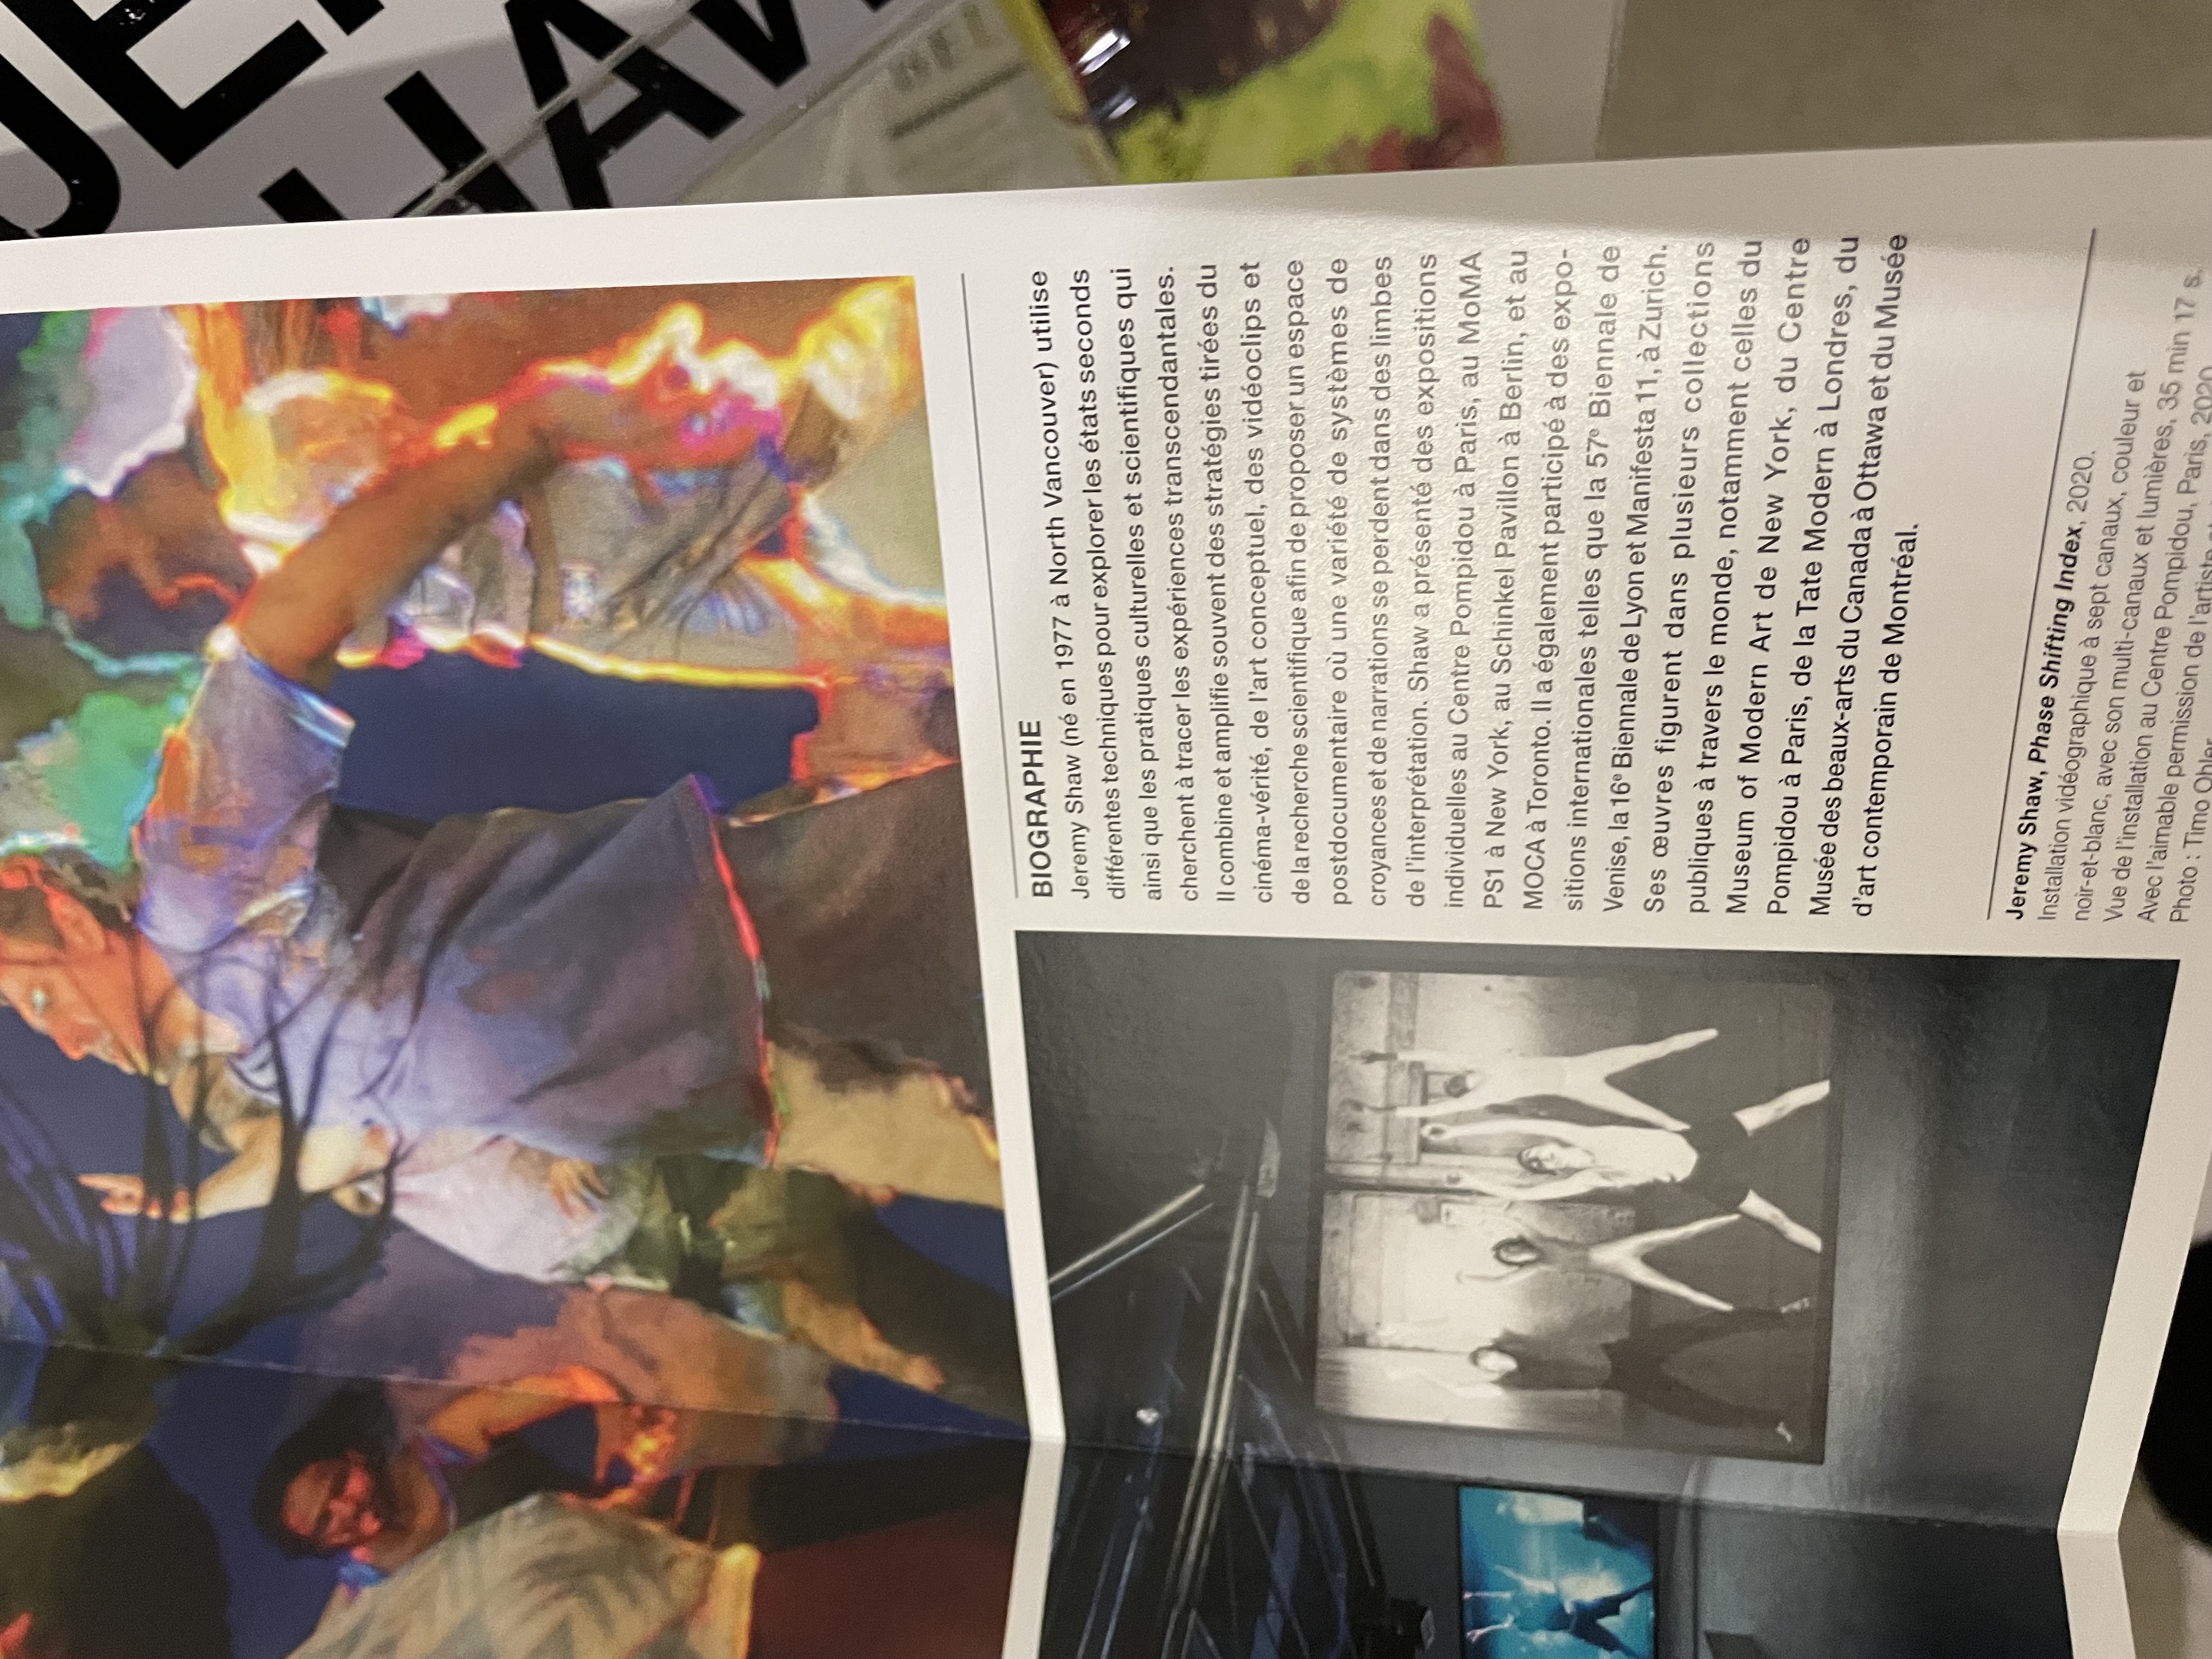 BIOGRAPHIE
Jeremy Shaw (né en 1977 à North Vancouver) utilise
différentes techniques pour explorer les états seconds
ainsi que les pratiques culturelles et scientifiques qui
cherchent à tracer les expériences transcendantales.
Il combine et amplifie souvent des stratégies tirées du
cinéma-vérité, de l'art conceptuel, des vidéoclips et
de la recherche scientifique afin de proposer un espace
postdocumentaire où une variété de systèmes de
croyances et de narrations se perdent dans des limbes
de l'interprétation. Shaw a présenté des expositions
individuelles au Centre Pompidou à Paris, au MoMA
PS1 à New York, au Schinkel Pavillon à Berlin, et au
MOCA à Toronto. Il a également participé à des expo-
sitions internationales telles que la 57e Biennale de
Venise, la 16e Biennale de Lyon et Manifesta 11, à Zurich.
Ses œuvres figurent dans plusieurs collections
publiques à travers le monde, notamment celles du
Museum of Modern Art de New York, du Centre
Pompidou à Paris, de la Tate Modern à Londres, du
Musée des beaux-arts du Canada à Ottawa et du Musée
d'art contemporain de Montréal.
Jeremy Shaw, Phase Shifting Index, 2020.
Installation vidéographique à sept canaux, couleur et
noir-et-blanc, avec son multi-canaux et lumières, 35 min 17 s.
Vue de l'installation au Centre Pompidou, Paris, 2020
Avec l'aimable permission de l'artiste
Photo : Timo Ohler